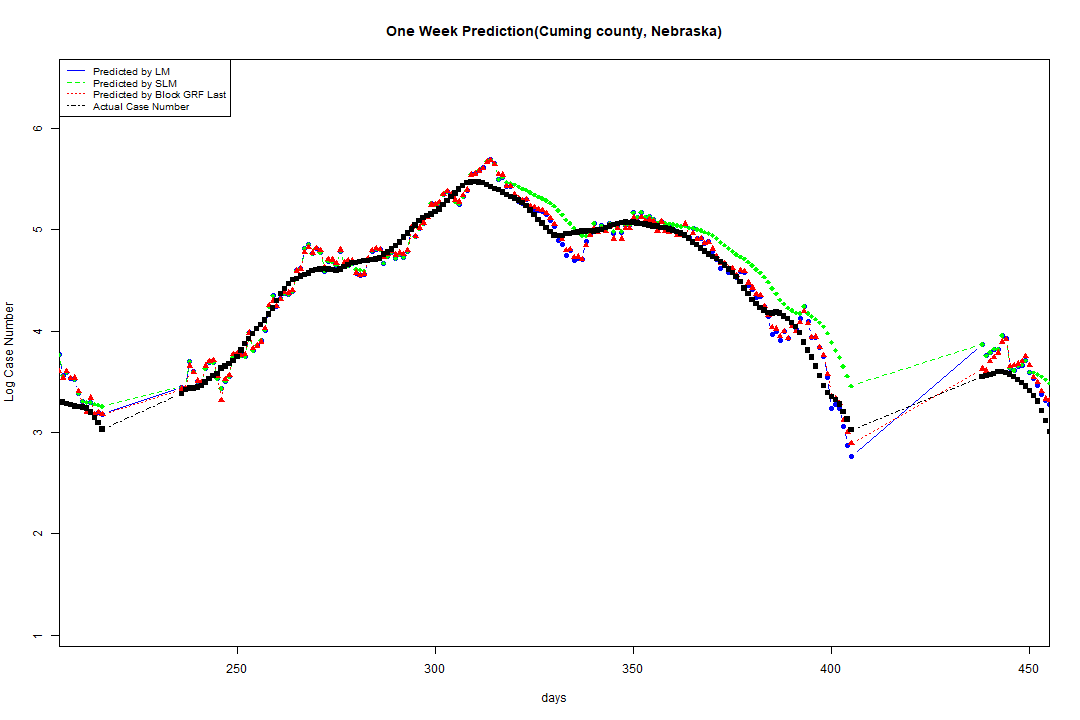 One Week Prediction(Cuming county, Nebraska)
Predicted by LM
Predicted by SLM
Predicted by Block GRF Last
Actual Case Number
Log Case Number
6
5
4
3
2
1
250 300 350 400 450
days